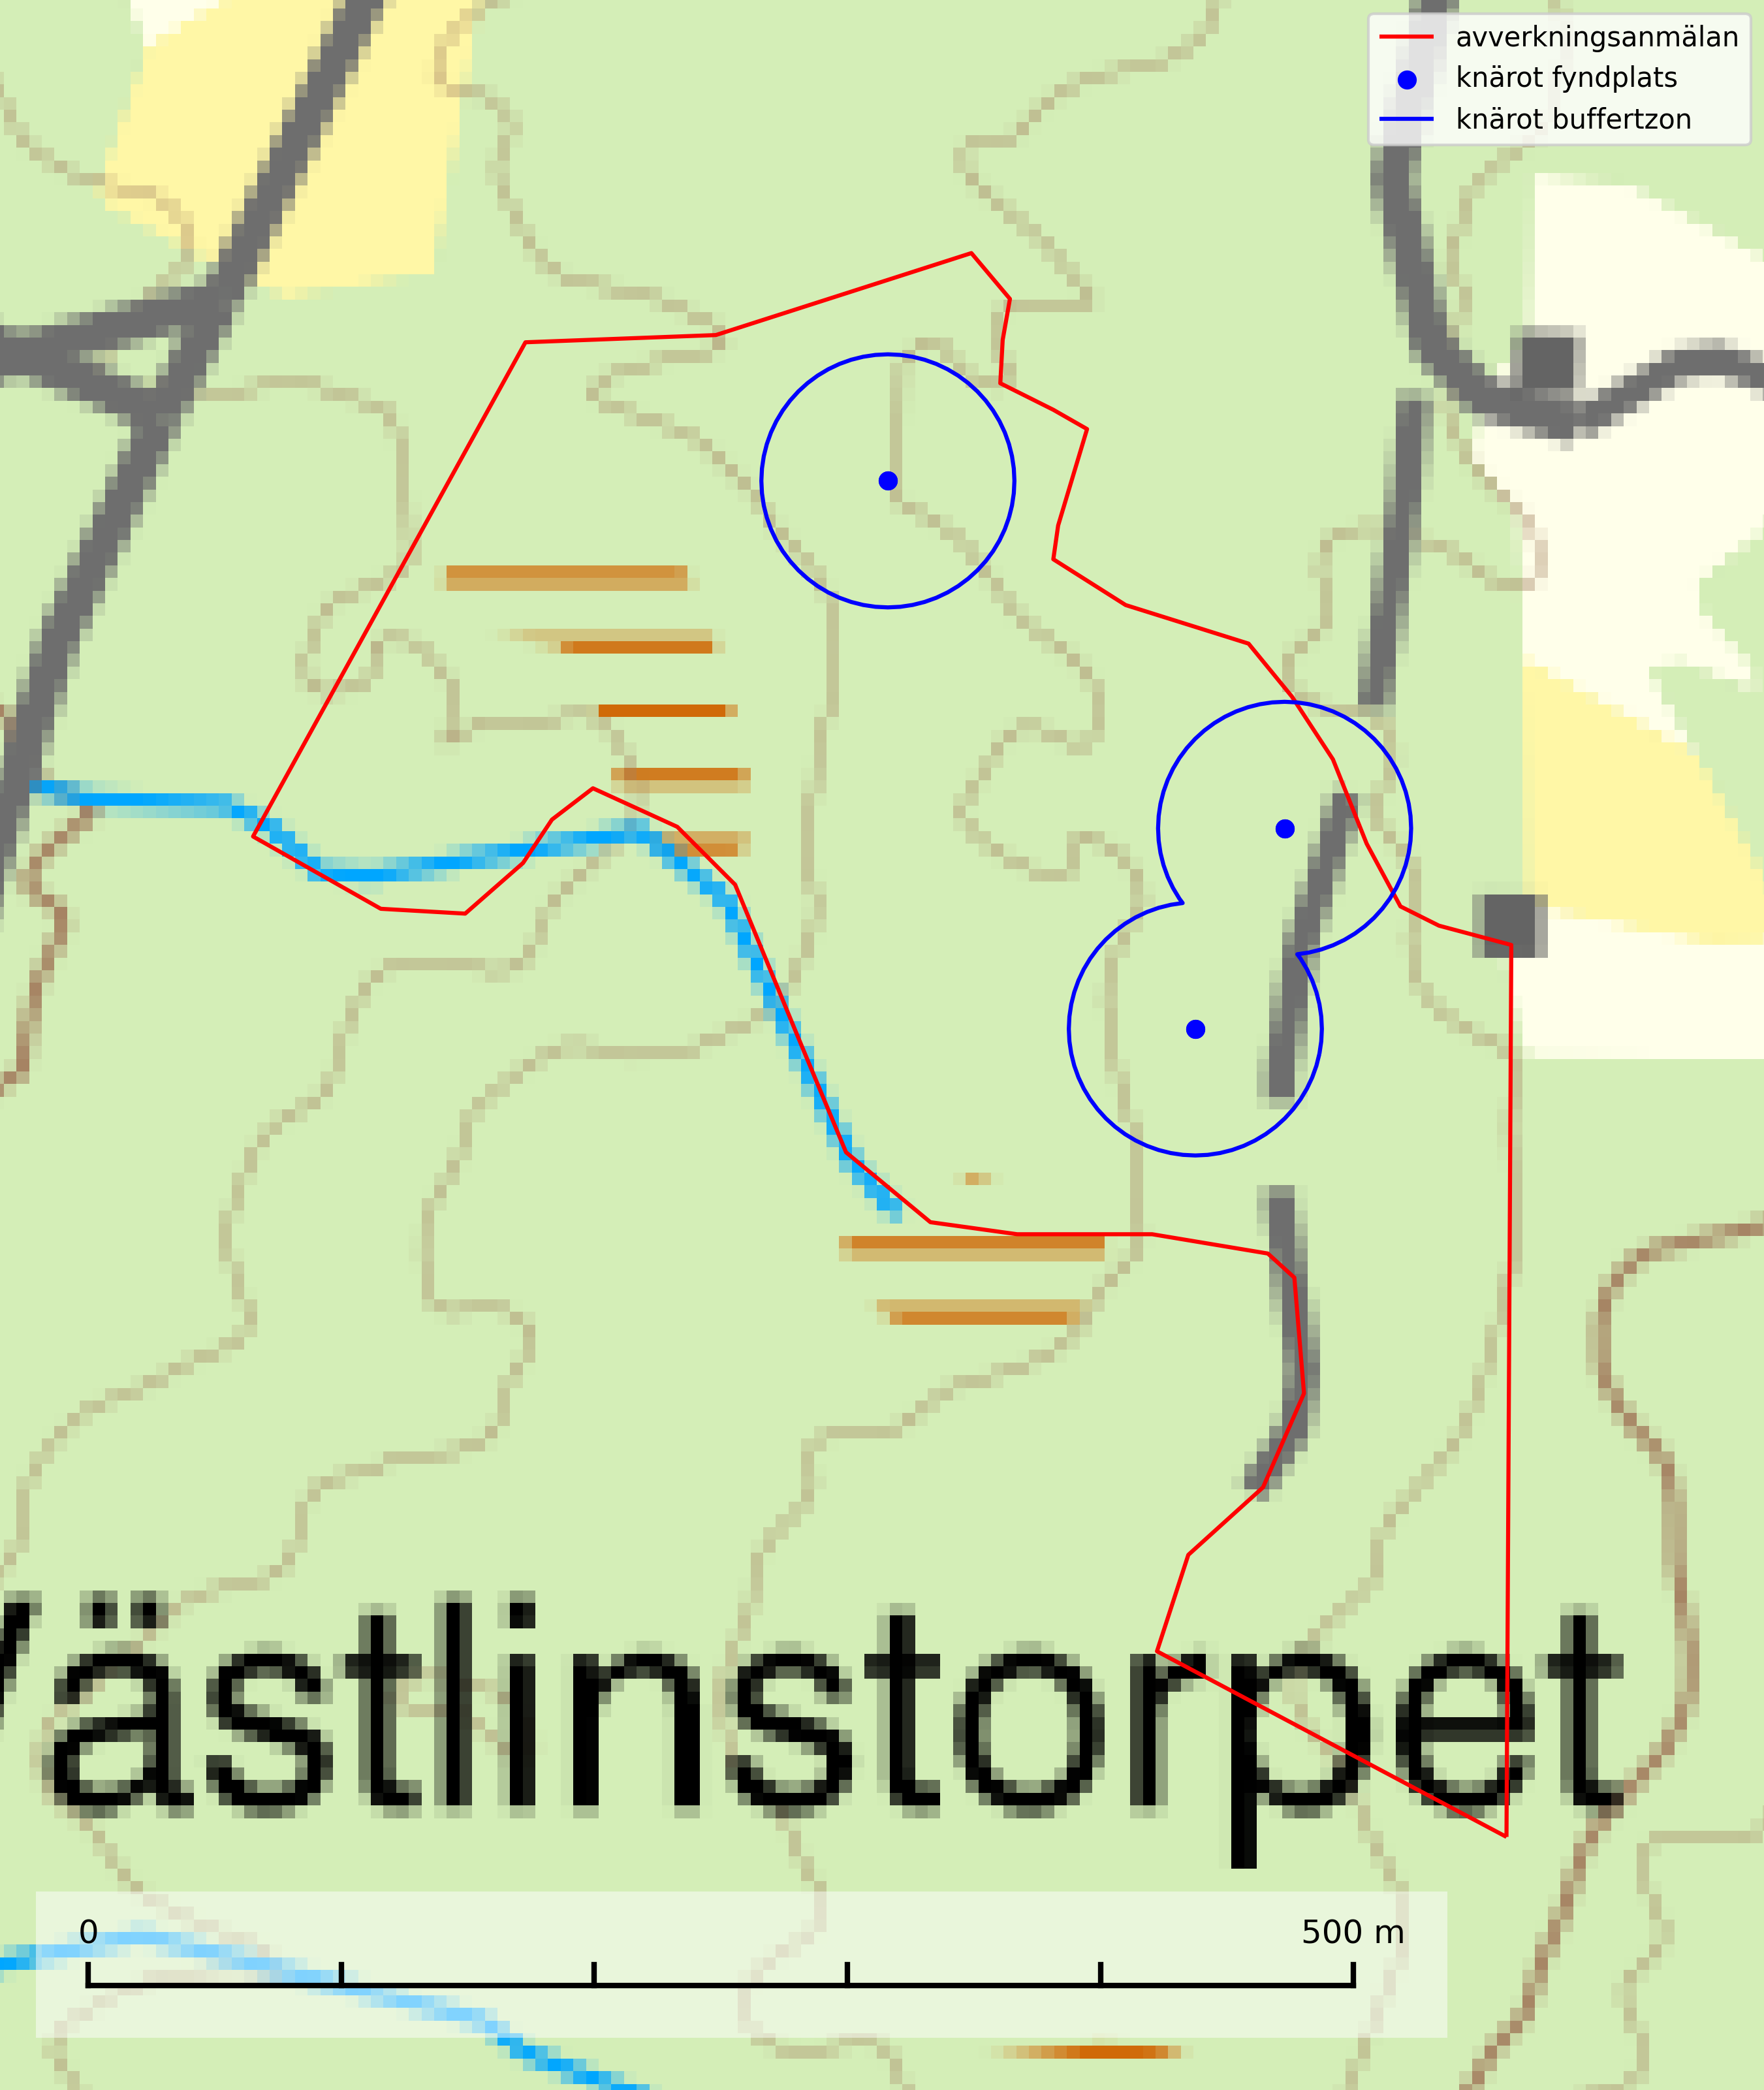 avverkningsanmälan
knärot fyndplats
knärot buffertzon
ästlinstorpet
0 500 m